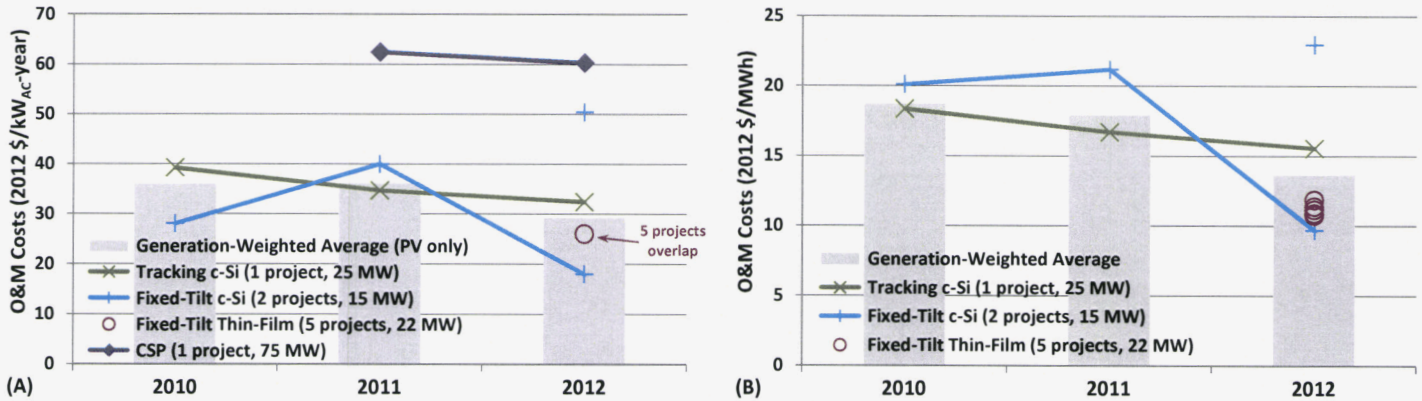 O&M Costs (2012 $/kWAC-year)
70
60
50
40
30
20
10
0
Generation-Weighted Average (PV only)
Tracking c-Si (1 project, 25 MW)
Fixed-Tilt c-Si (2 projects, 15 MW)
Fixed-Tilt Thin-Film (5 projects, 22 MW)
CSP (1 project, 75 MW)
5 projects
overlap
(A)
2010
2011
2012
O&M Costs (2012 $/MWh)
25
20
15
10
5
0
Generation-Weighted Average
Tracking c-Si (1 project, 25 MW)
Fixed-Tilt c-Si (2 projects, 15 MW)
Fixed-Tilt Thin-Film (5 projects, 22 MW)
(B)
2010
2011
2012